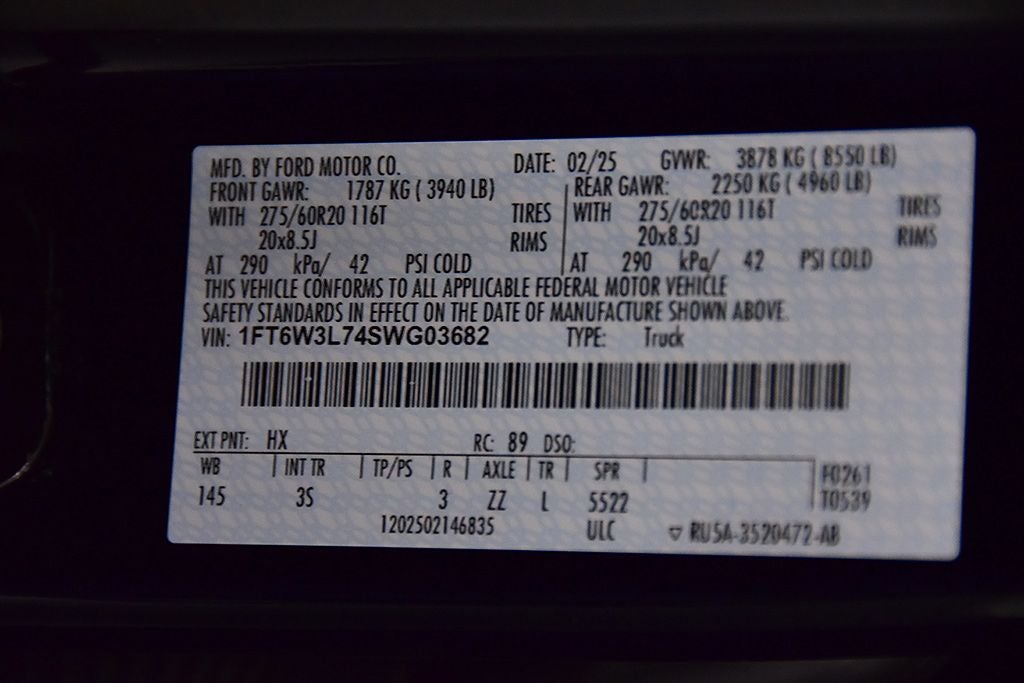 MFD. BY FORD MOTOR CO. DATE: 02/25 GVWR: 3878 KG ( 8550 LB)
FRONT GAWR: 1787 KG ( 3940 LB) REAR GAWR: 2250 KG ( 4960 LB)
WITH 275/60R20 116T TIRES WITH 275/60R20 116T TIRES
20x8.5J RIMS 20x8.5J RIMS
AT 290 kPa/ 42 PSI COLD AT 290 kPa/ 42 PSI COLD
THIS VEHICLE CONFORMS TO ALL APPLICABLE FEDERAL MOTOR VEHICLE
SAFETY STANDARDS IN EFFECT ON THE DATE OF MANUFACTURE SHOWN ABOVE.
VIN: 1FT6W3L74SWG03682 TYPE: Truck
EXT PNT: HX RC: 89 DSO:
WB INT TR TP/PS R AXLE TR SPR F0261
145 3S 3 ZZ L 5522 T0539
1202502146835 ULC ▽ RU5A-3520472-AB